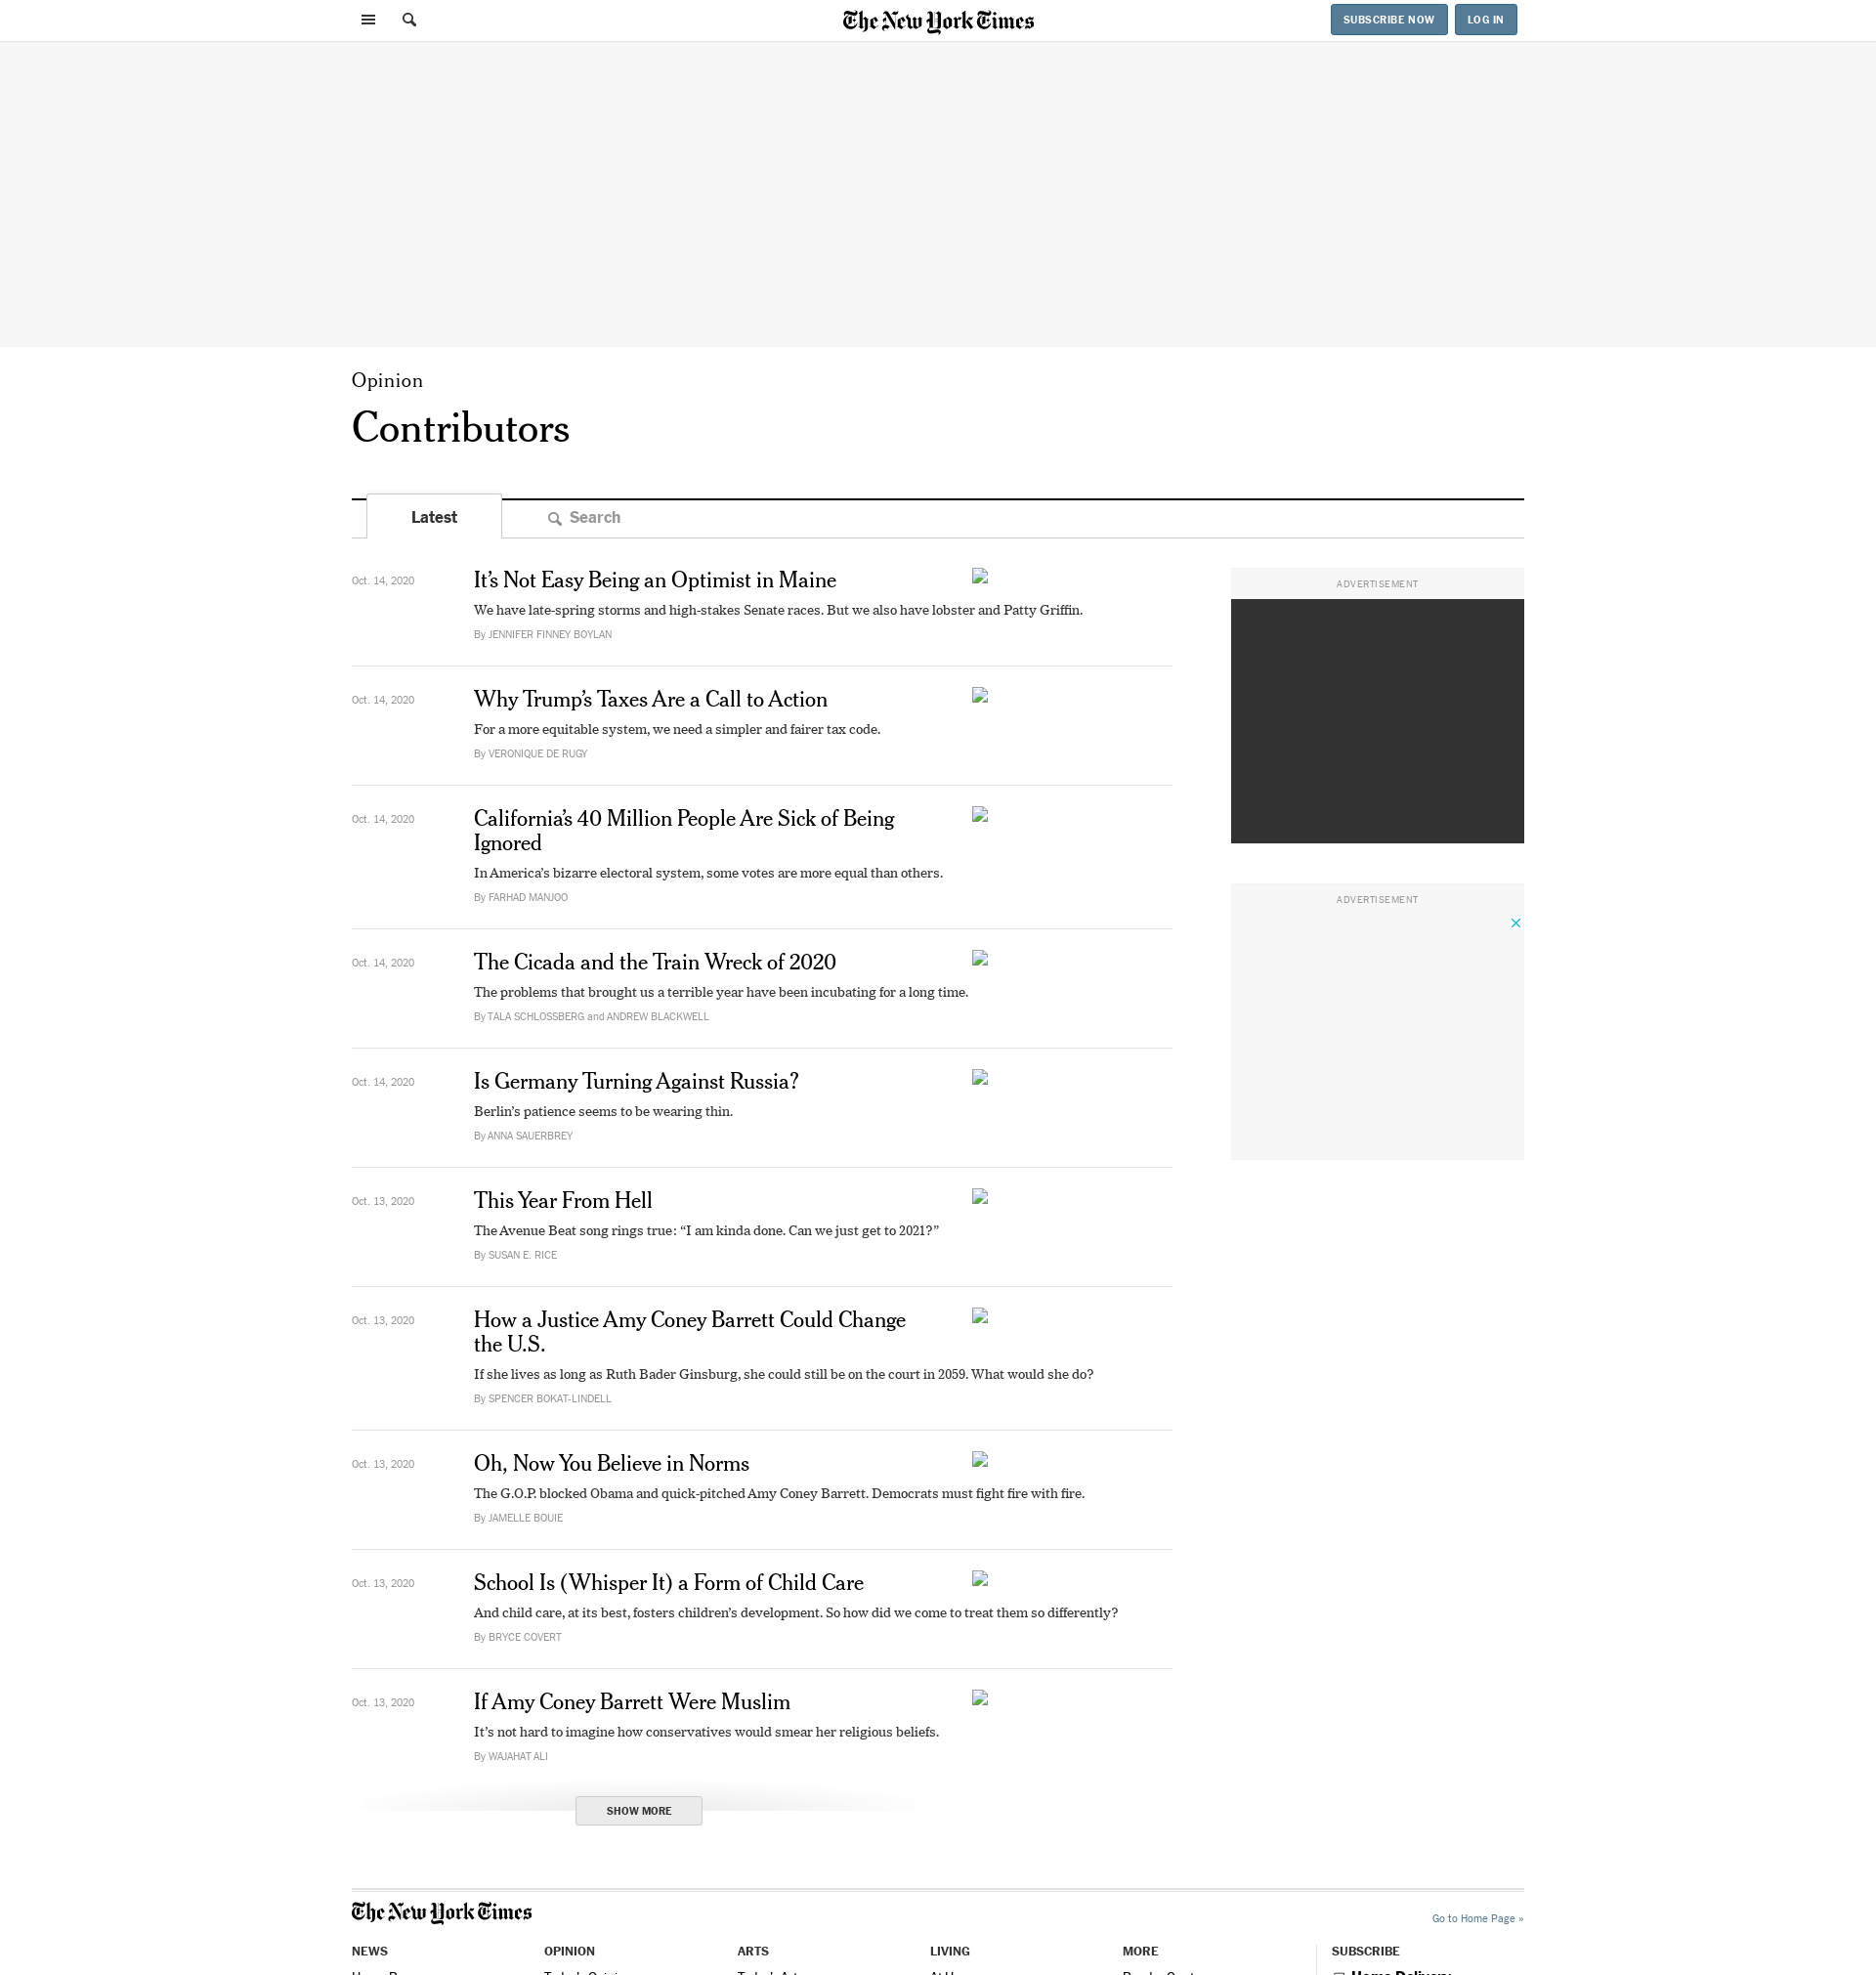 The New York Times
SUBSCRIBE NOW
LOG IN
Opinion
Contributors
Latest
Search
Oct. 14, 2020
It’s Not Easy Being an Optimist in Maine
We have late-spring storms and high-stakes Senate races. But we also have lobster and Patty Griffin.
By JENNIFER FINNEY BOYLAN
Oct. 14, 2020
Why Trump’s Taxes Are a Call to Action
For a more equitable system, we need a simpler and fairer tax code.
By VERONIQUE DE RUGY
Oct. 14, 2020
California’s 40 Million People Are Sick of Being
Ignored
In America’s bizarre electoral system, some votes are more equal than others.
By FARHAD MANJOO
Oct. 14, 2020
The Cicada and the Train Wreck of 2020
The problems that brought us a terrible year have been incubating for a long time.
By TALA SCHLOSSBERG and ANDREW BLACKWELL
Oct. 14, 2020
Is Germany Turning Against Russia?
Berlin’s patience seems to be wearing thin.
By ANNA SAUERBREY
Oct. 13, 2020
This Year From Hell
The Avenue Beat song rings true: “I am kinda done. Can we just get to 2021?”
By SUSAN E. RICE
Oct. 13, 2020
How a Justice Amy Coney Barrett Could Change
the U.S.
If she lives as long as Ruth Bader Ginsburg, she could still be on the court in 2059. What would she do?
By SPENCER BOKAT-LINDELL
Oct. 13, 2020
Oh, Now You Believe in Norms
The G.O.P. blocked Obama and quick-pitched Amy Coney Barrett. Democrats must fight fire with fire.
By JAMELLE BOUIE
Oct. 13, 2020
School Is (Whisper It) a Form of Child Care
And child care, at its best, fosters children’s development. So how did we come to treat them so differently?
By BRYCE COVERT
Oct. 13, 2020
If Amy Coney Barrett Were Muslim
It’s not hard to imagine how conservatives would smear her religious beliefs.
By WAJAHAT ALI
SHOW MORE
ADVERTISEMENT
ADVERTISEMENT
The New York Times
Go to Home Page »
NEWS
OPINION
ARTS
LIVING
MORE
SUBSCRIBE
Home Delivery